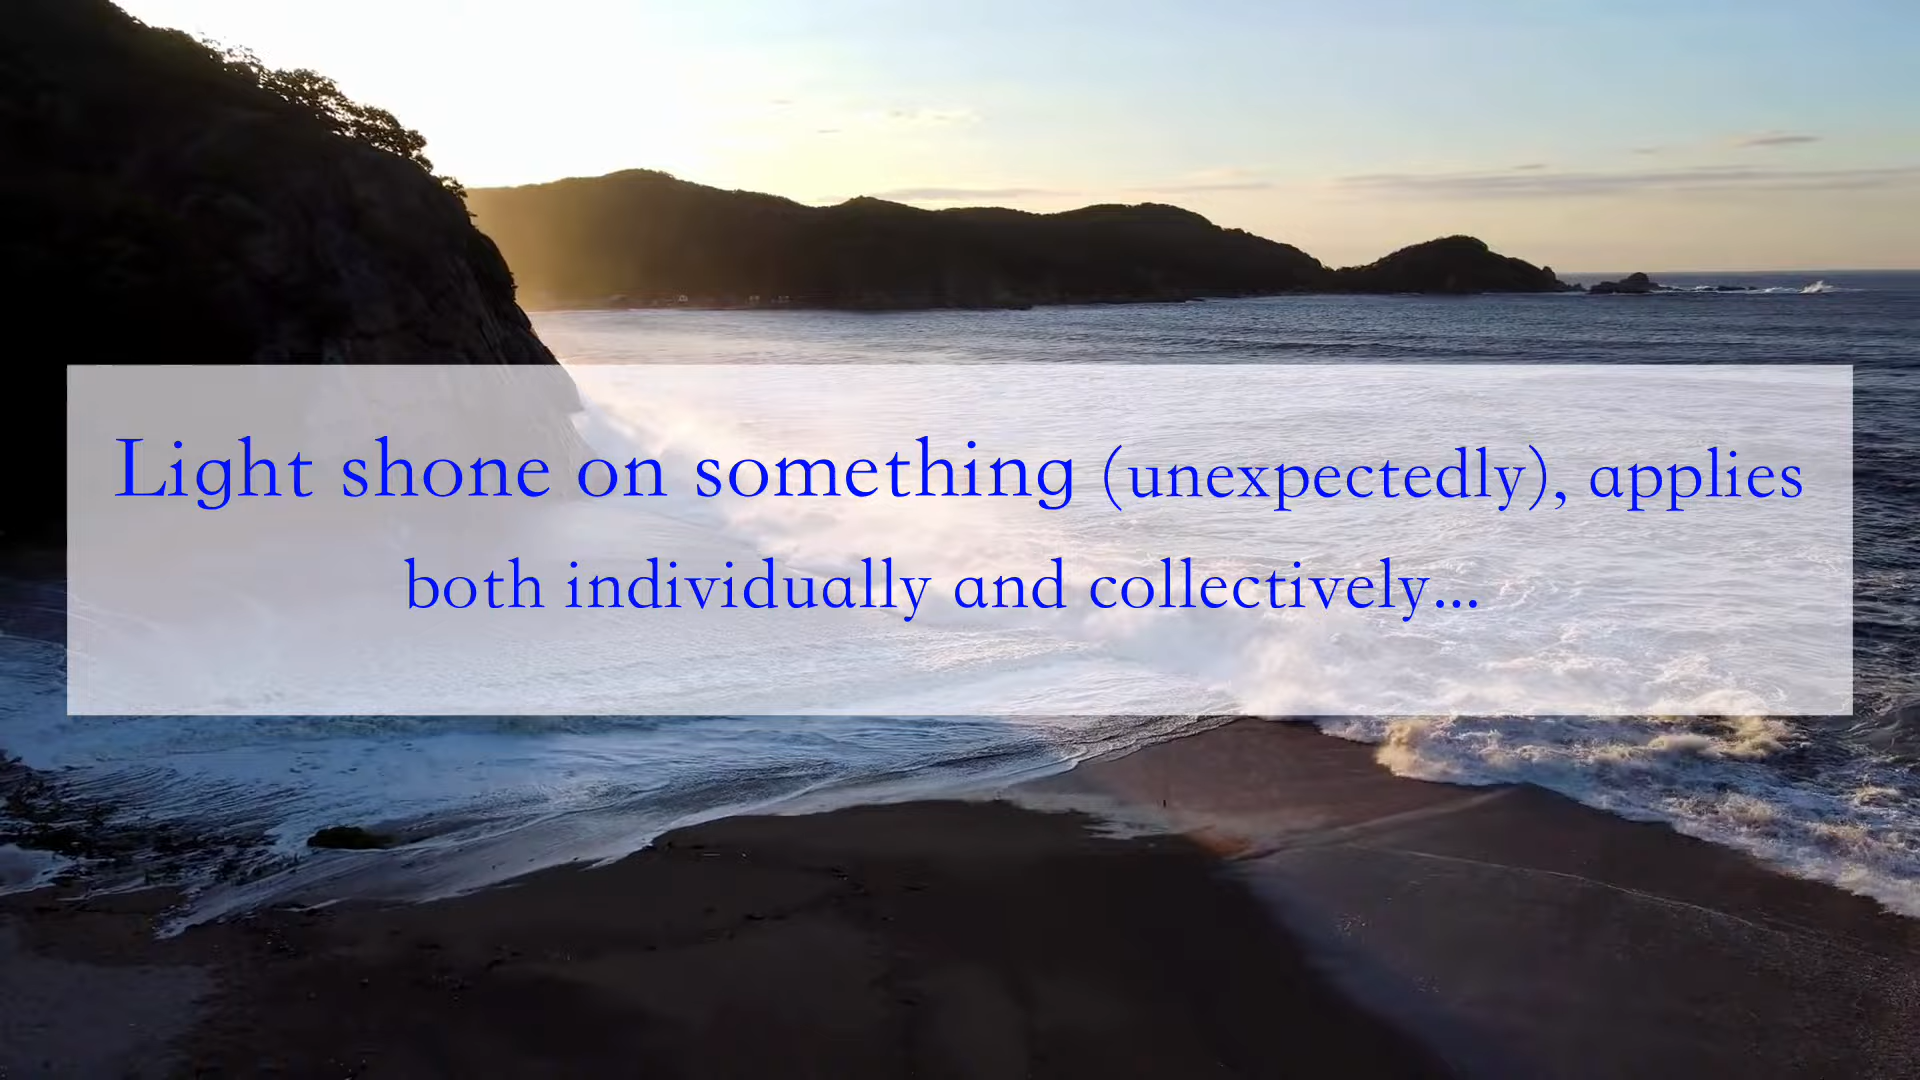 Light shone on something (unexpectedly), applies
both individually and collectively...